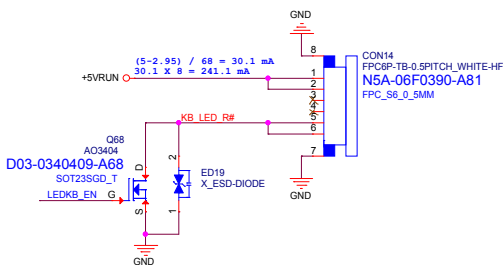 GND
8
CON14
FPC6P-TB-0.5PITCH_WHITE-HF
N5A-06F0390-A81
FPC_S6_0_5MM
(5-2.95) / 68 = 30.1 mA
30.1 X 8 = 241.1 mA
+5VRUN
1
2
3
4
5
6
7
KB_LED_R#
Q68
AO3404
D03-0340409-A68
SOT23SGD_T
LEDKB_EN
G
D
S
2
1
ED19
X_ESD-DIODE
GND
GND